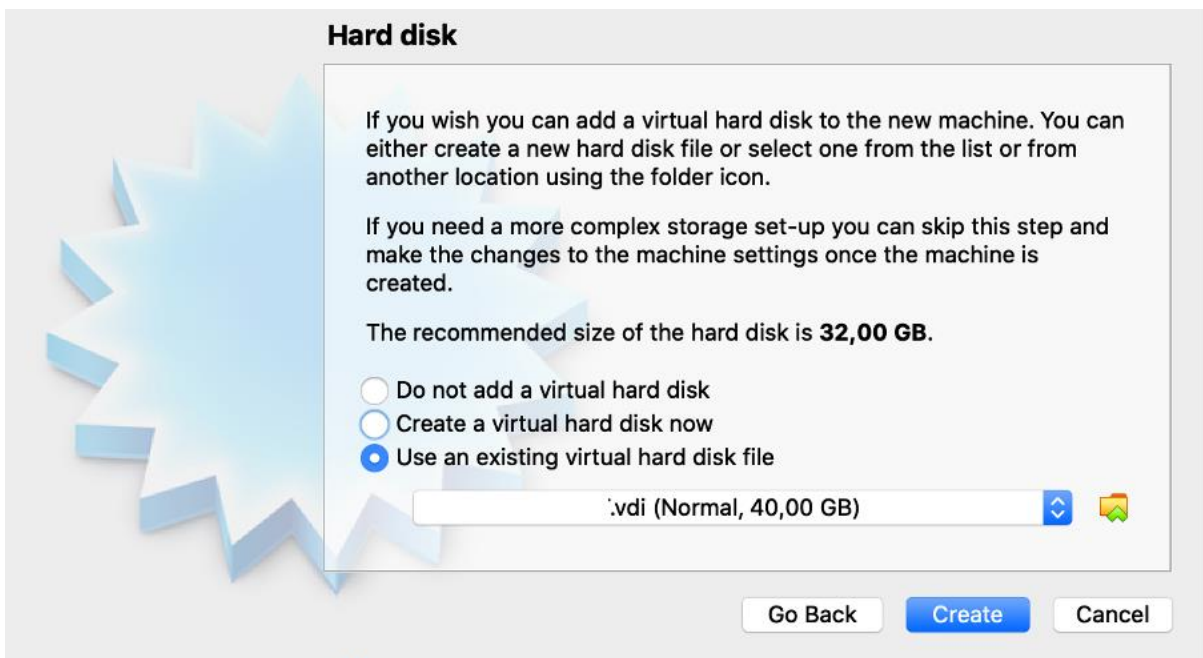 Hard disk
If you wish you can add a virtual hard disk to the new machine. You can
either create a new hard disk file or select one from the list or from
another location using the folder icon.
If you need a more complex storage set-up you can skip this step and
make the changes to the machine settings once the machine is
created.
The recommended size of the hard disk is 32,00 GB.
Do not add a virtual hard disk
Create a virtual hard disk now
Use an existing virtual hard disk file
.vdi (Normal, 40,00 GB)
Go Back
Create
Cancel